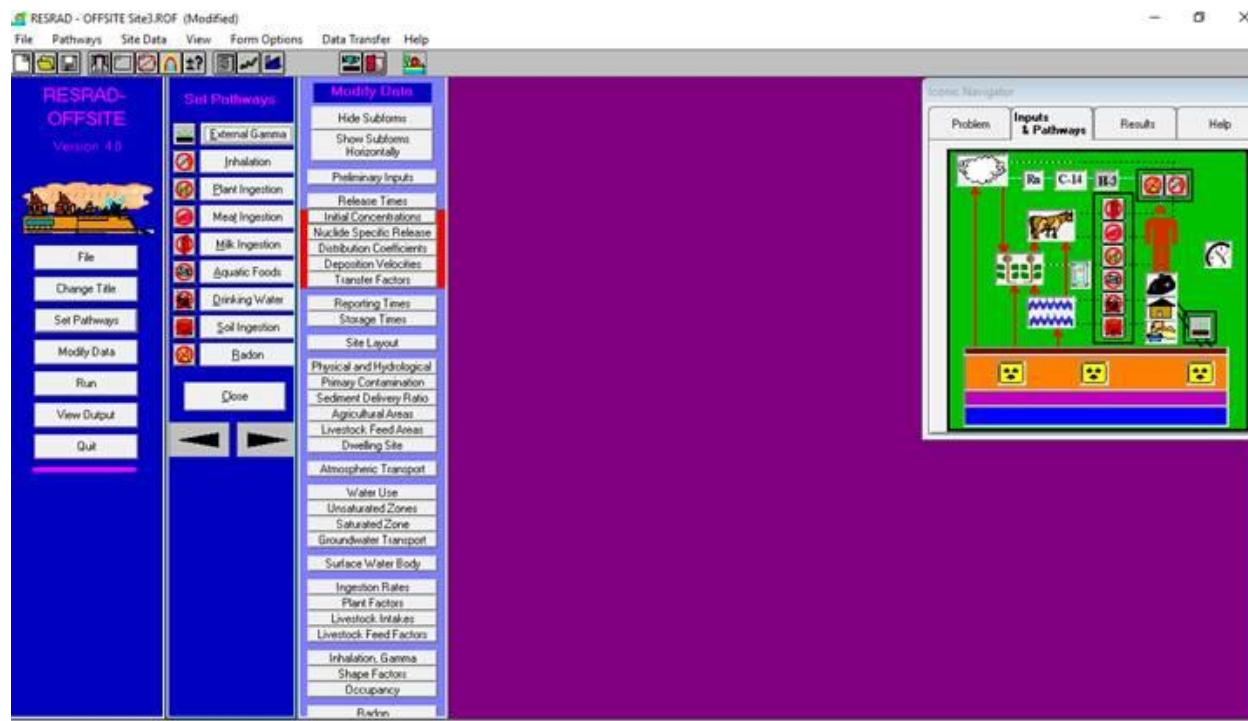 RESRAD - OFFSITE Site3.ROF (Modified)
File Pathways Site Data View Form Options Data Transfer Help
RESRAD-
OFFSITE
Version 4.0
File
Change Title
Set Pathways
Modify Data
Run
View Output
Quit
Set Pathways
External Gamma
Inhalation
Plant Ingestion
Meat Ingestion
Milk Ingestion
Aquatic Foods
Drinking Water
Soil Ingestion
Radon
Close
Modify Data
Hide Subforms
Show Subforms
Horizontally
Preliminary Inputs
Release Times
Initial Concentrations
Nuclide Specific Release
Distribution Coefficients
Deposition Velocities
Transfer Factors
Reporting Times
Storage Times
Site Layout
Physical and Hydrological
Primary Contamination
Sediment Delivery Ratio
Agricultural Areas
Livestock Feed Areas
Dwelling Site
Atmospheric Transport
Water Use
Unsaturated Zones
Saturated Zone
Groundwater Transport
Surface Water Body
Ingestion Rates
Plant Factors
Livestock Intakes
Livestock Feed Factors
Inhalation, Gamma
Shape Factors
Occupancy
Radon
Iconic Navigator
Problem
Inputs
& Pathways
Results
Help
Rn C-14 H-3